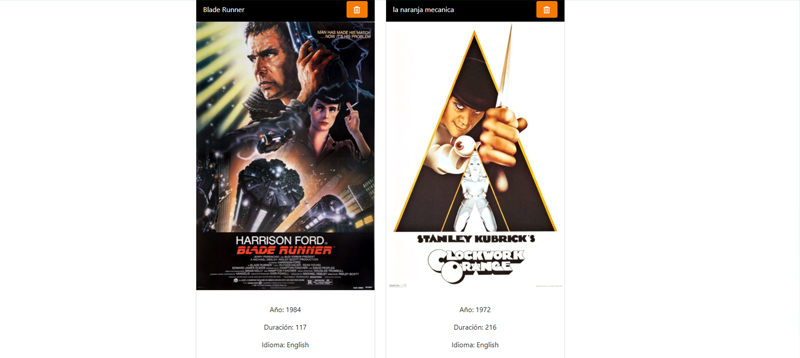 Blade Runner
la naranja mecanica
MAN HAS MADE HIS MATCH
...NOW IT'S HIS PROBLEM
HARRISON FORD
BLADE RUNNER
STANLEY KUBRICK'S
CLOCKWORK
ORANGE
Año: 1984
Duración: 117
Idioma: English
Año: 1972
Duración: 216
Idioma: English